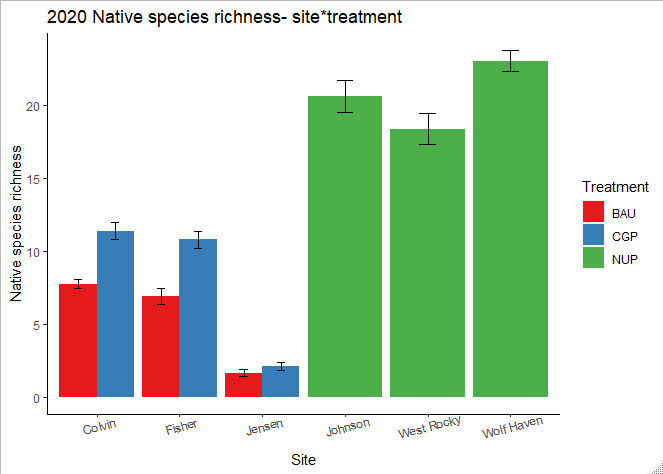 2020 Native species richness- site*treatment
Native species richness
20
15
10
5
0
Colvin Fisher Jensen Johnson West Rocky Wolf Haven
Site
Treatment
BAU
CGP
NUP